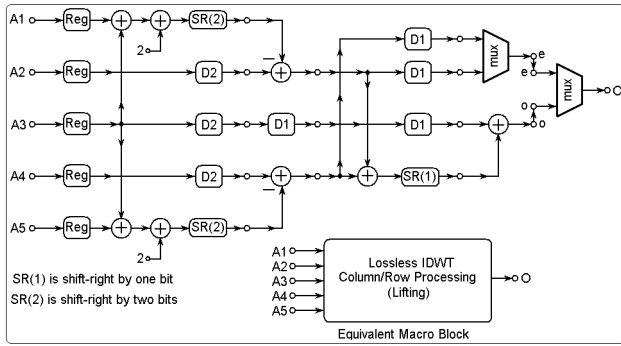 A1 Reg SR(2) D1
2 mux e
A2 Reg D2 D1 e mux O
A3 Reg D2 D1 D1 o o
A4 Reg D2 SR(1)
A5 Reg SR(2)
2
SR(1) is shift-right by one bit
SR(2) is shift-right by two bits
A1
A2
A3
A4
A5
Lossless IDWT
Column/Row Processing
(Lifting)
O
Equivalent Macro Block